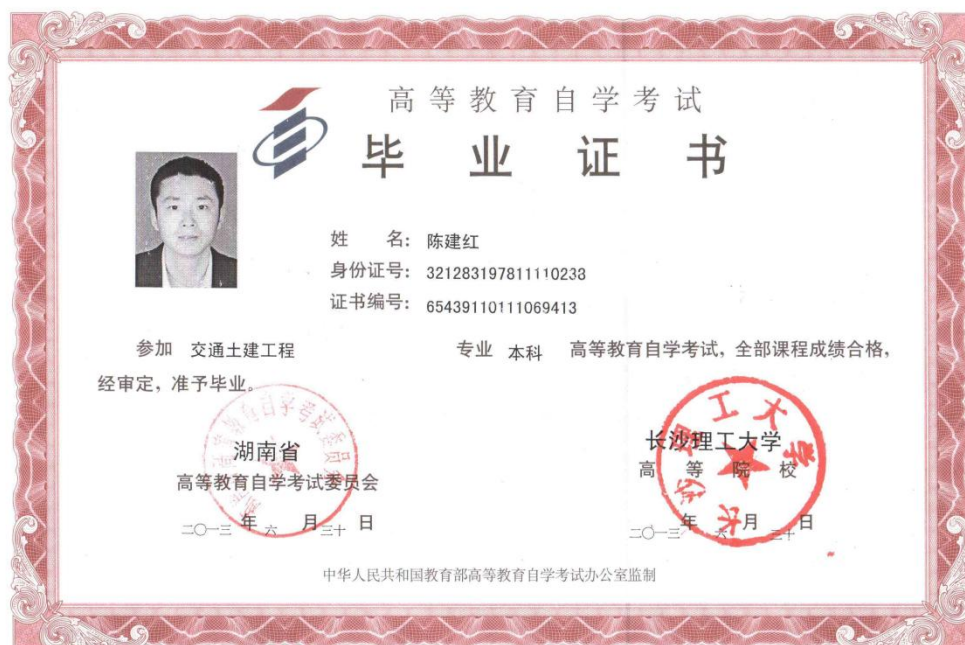 高等教育自学考试
毕业证书
姓 名：陈建红
身份证号：321283197811110238
证书编号：65439110111069413
参加 交通土建工程 专业 本科 高等教育自学考试，全部课程成绩合格，
经审定，准予毕业。
湖南省
高等教育自学考试委员会
二〇一三年六月三十日
长沙理工大学
高等院校
二〇一三年六月三十日
长沙理工大学
中华人民共和国教育部高等教育自学考试办公室监制